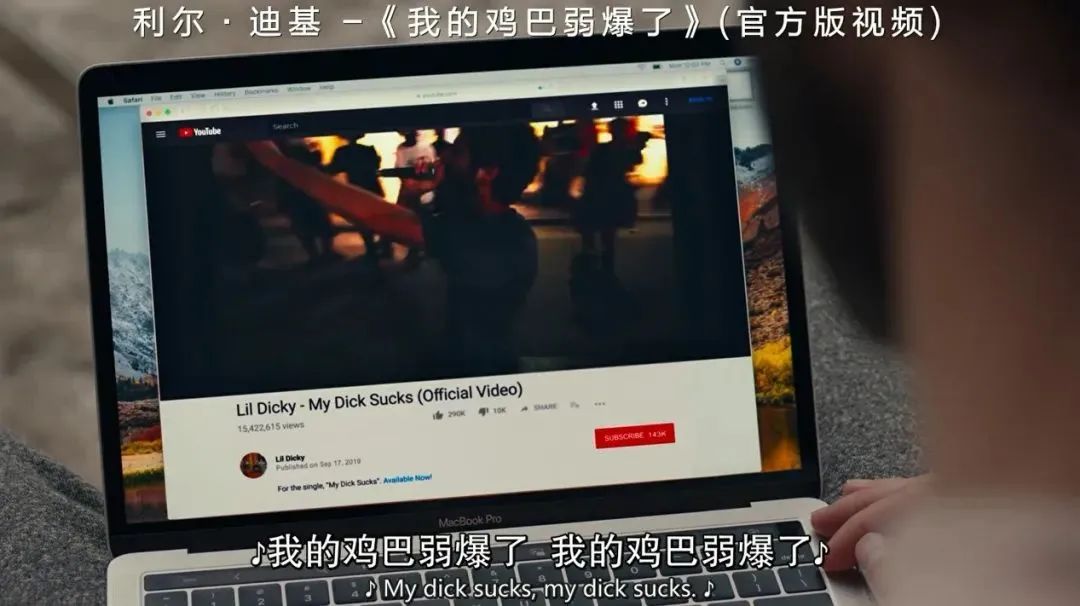 利尔·迪基 -《我的鸡巴弱爆了》(官方版视频)
Safari File Edit View History Bookmarks Window Help
youtube.com
YouTube
Search
Lil Dicky - My Dick Sucks (Official Video)
15,422,615 views
290K 10K SHARE
Lil Dicky
Published on Sep 17, 2019
SUBSCRIBE 143K
For the single, "My Dick Sucks". Available Now!
MacBook Pro
♪我的鸡巴弱爆了 我的鸡巴弱爆了♪
♪ My dick sucks, my dick sucks. ♪